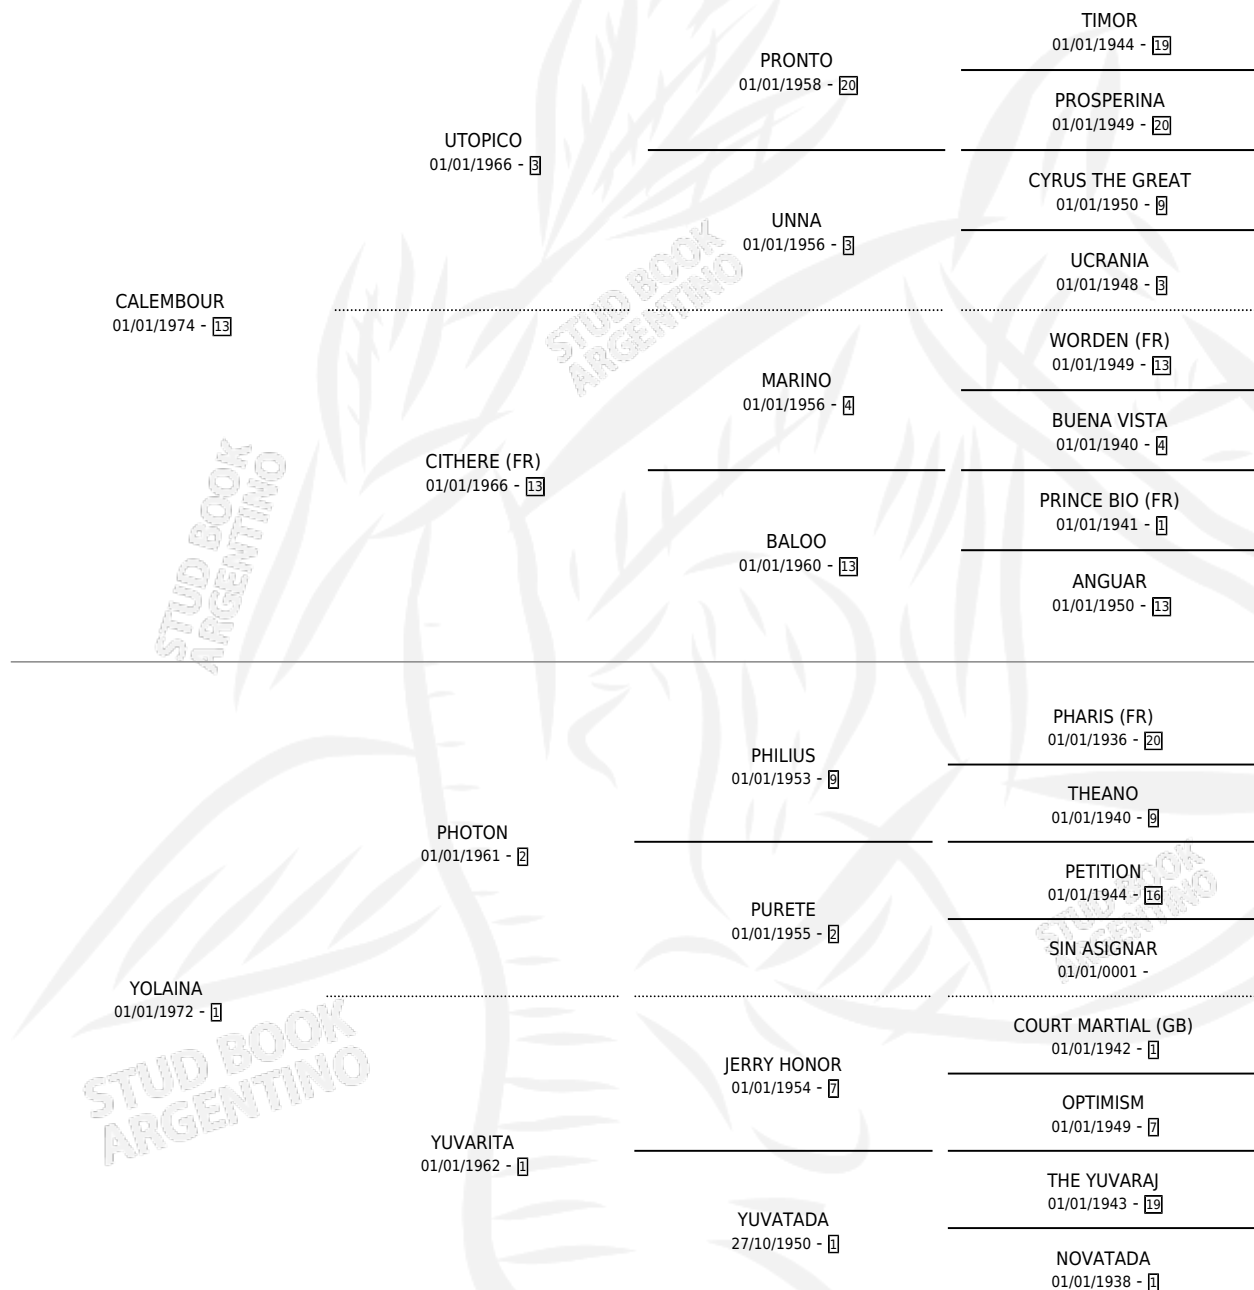 TIMOR
01/01/1944 - 19
PRONTO
01/01/1958 - 20
PROSPERINA
01/01/1949 - 20
UTOPICO
01/01/1966 - 3
CYRUS THE GREAT
01/01/1950 - 9
UNNA
01/01/1956 - 3
UCRANIA
01/01/1948 - 3
CALEMBOUR
01/01/1974 - 13
WORDEN (FR)
01/01/1949 - 13
MARINO
01/01/1956 - 4
BUENA VISTA
01/01/1940 - 4
CITHERE (FR)
01/01/1966 - 13
PRINCE BIO (FR)
01/01/1941 - 1
BALOO
01/01/1960 - 13
ANGUAR
01/01/1950 - 13
PHARIS (FR)
01/01/1936 - 20
PHILIUS
01/01/1953 - 9
THEANO
01/01/1940 - 9
PHOTON
01/01/1961 - 2
PETITION
01/01/1944 - 16
PURETE
01/01/1955 - 2
SIN ASIGNAR
01/01/0001 -
YOLAINA
01/01/1972 - 1
COURT MARTIAL (GB)
01/01/1942 - 1
JERRY HONOR
01/01/1954 - 7
OPTIMISM
01/01/1949 - 7
YUVARITA
01/01/1962 - 1
THE YUVARAJ
01/01/1943 - 19
YUVATADA
27/10/1950 - 1
NOVATADA
01/01/1938 - 1
STUD BOOK
ARGENTINO
STUD BOOK
ARGENTINO
STUD BOOK
ARGENTINO
STUD BOOK
ARGENTINO